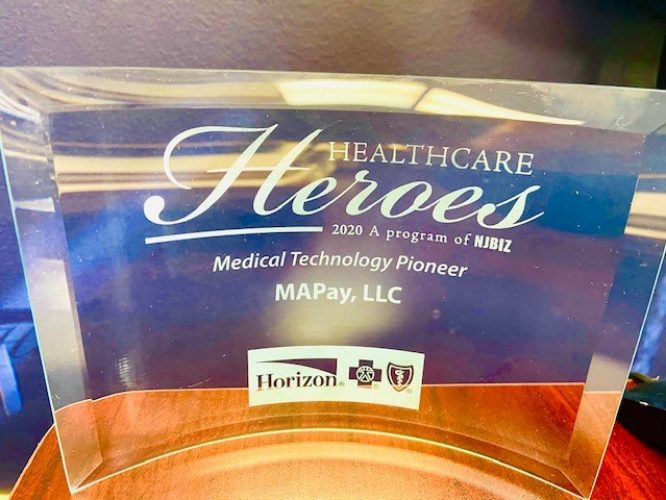 HEALTHCARE
Heroes
2020 A program of NJBIZ
Medical Technology Pioneer
MAPay, LLC
Horizon